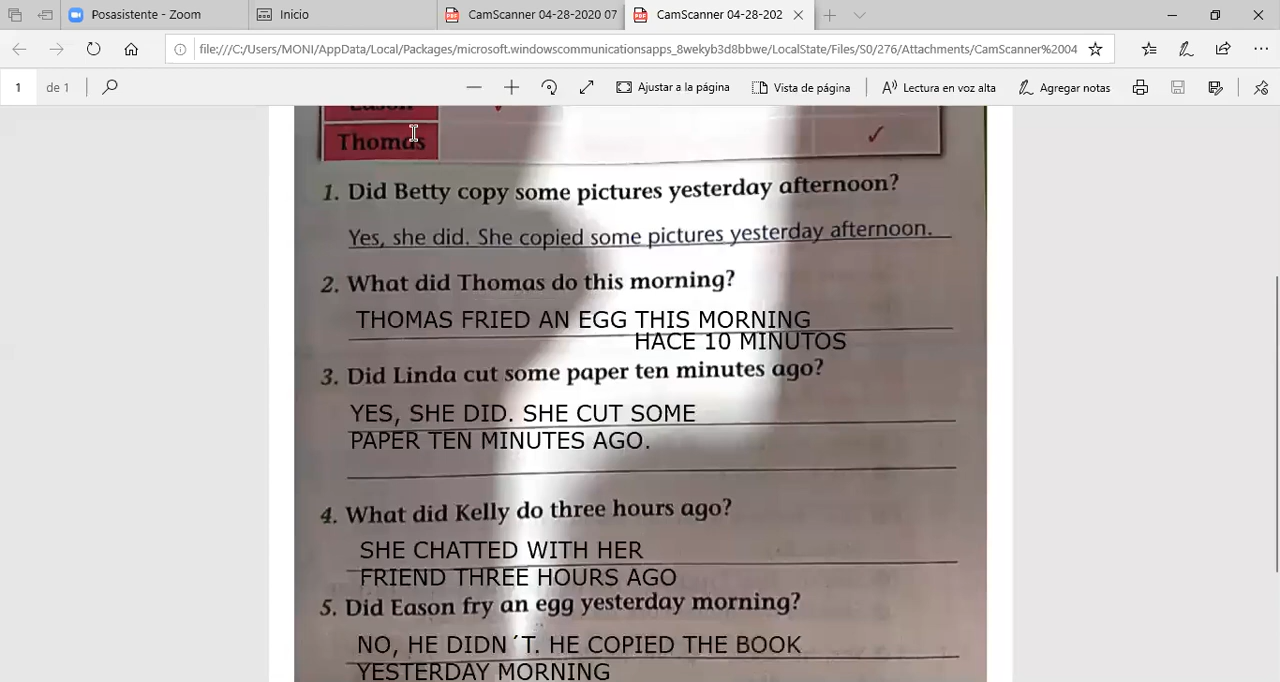 Posasistente - Zoom
Inicio
CamScanner 04-28-2020 07
CamScanner 04-28-202
file:///C:/Users/MONI/AppData/Local/Packages/microsoft.windowscommunicationsapps_8wekyb3d8bbwe/LocalState/Files/S0/276/Attachments/CamScanner%2004
1 de 1
Ajustar a la página
Vista de página
Lectura en voz alta
Agregar notas
Eason
Thomas
1. Did Betty copy some pictures yesterday afternoon?
Yes, she did. She copied some pictures yesterday afternoon.
2. What did Thomas do this morning?
THOMAS FRIED AN EGG THIS MORNING
HACE 10 MINUTOS
3. Did Linda cut some paper ten minutes ago?
YES, SHE DID. SHE CUT SOME
PAPER TEN MINUTES AGO.
4. What did Kelly do three hours ago?
SHE CHATTED WITH HER
FRIEND THREE HOURS AGO
5. Did Eason fry an egg yesterday morning?
NO, HE DIDN´T. HE COPIED THE BOOK
YESTERDAY MORNING